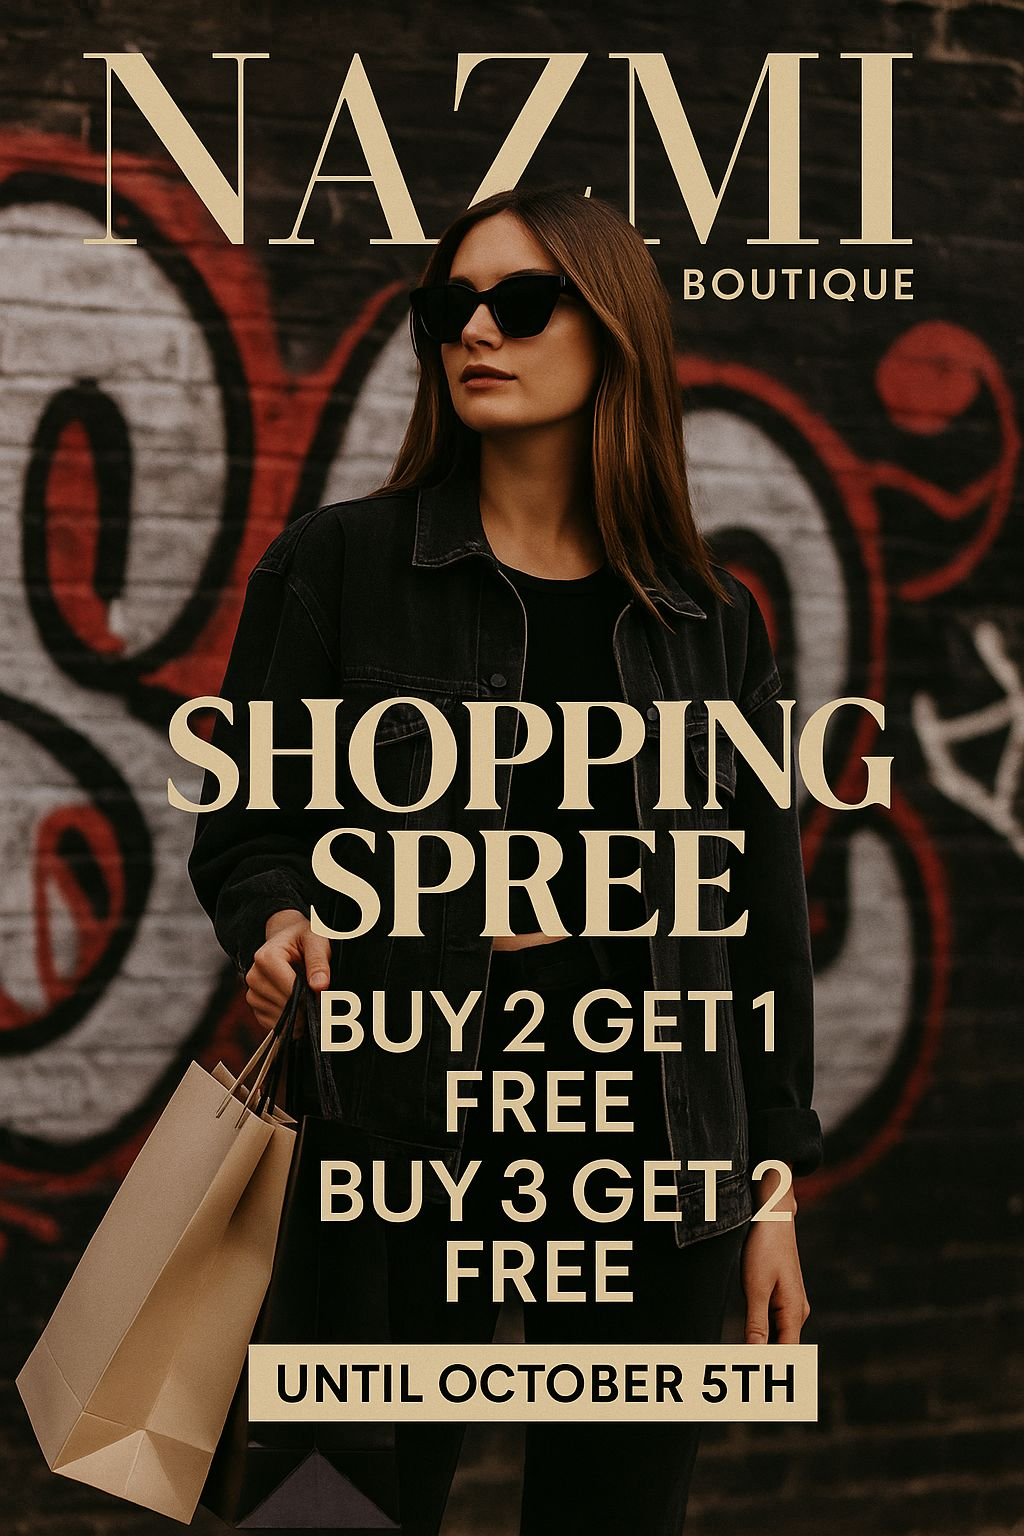 NAZMI
BOUTIQUE
SHOPPING
SPREE
BUY 2 GET 1
FREE
BUY 3 GET 2
FREE
UNTIL OCTOBER 5TH